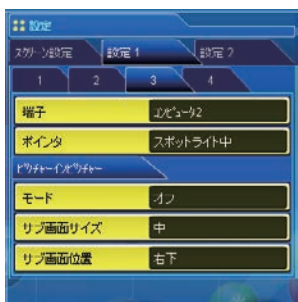 設定
スクリーン設定 設定 1 設定 2
1 2 3 4
端子 コンピュータ2
ポインタ スポットライト中
ピクチャーインピクチャー
モード オフ
サブ画面サイズ 中
サブ画面位置 右下